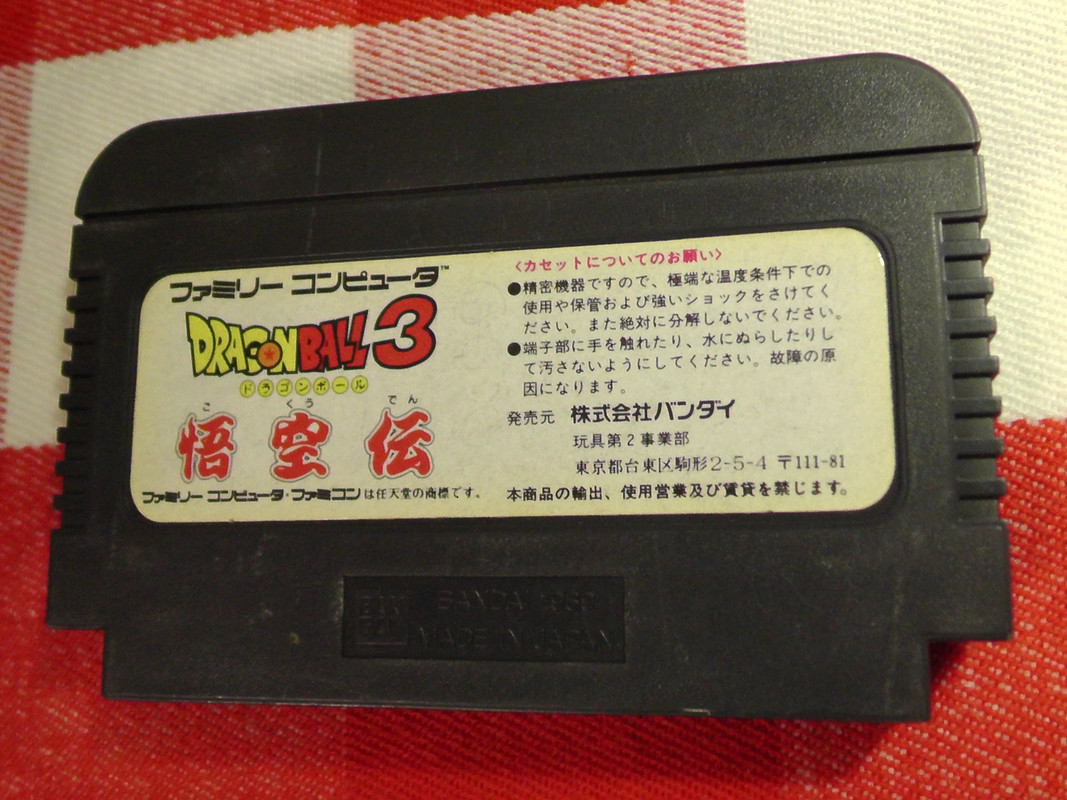 ファミリー コンピュータ™
DRAGON BALL 3
ドラゴンボール
ご くう でん
悟空伝
ファミリー コンピュータ・ファミコンは任天堂の商標です。
〈カセットについてのお願い〉
●精密機器ですので、極端な温度条件下での
使用や保管および強いショックをさけてく
ださい。また絶対に分解しないでください。
●端子部に手を触れたり、水にぬらしたりし
て汚さないようにしてください。故障の原
因になります。
発売元 株式会社バンダイ
玩具第2事業部
東京都台東区駒形2-5-4 〒111-81
本商品の輸出、使用営業及び賃貸を禁じます。
BANDAI
MADE IN JAPAN